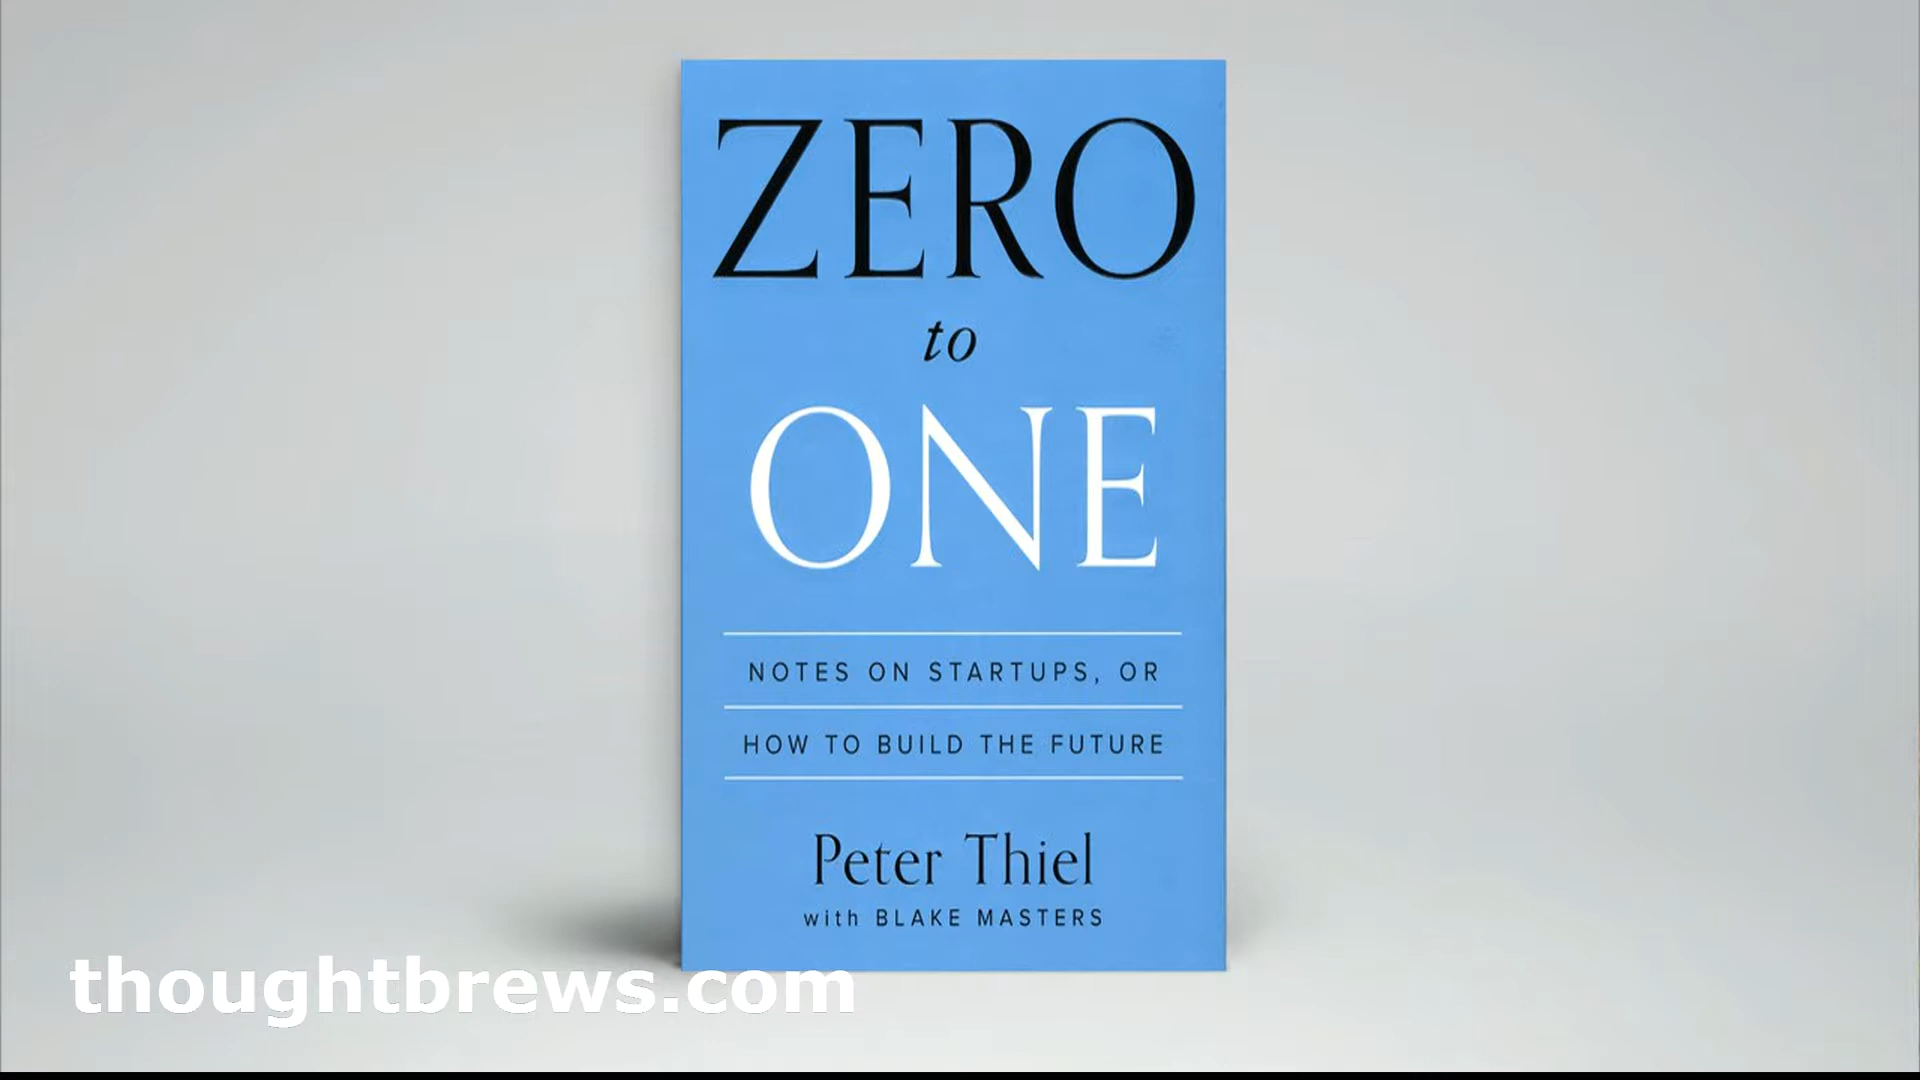 ZERO
to
ONE
NOTES ON STARTUPS, OR
HOW TO BUILD THE FUTURE
Peter Thiel
with BLAKE MASTERS
thoughtbrews.com